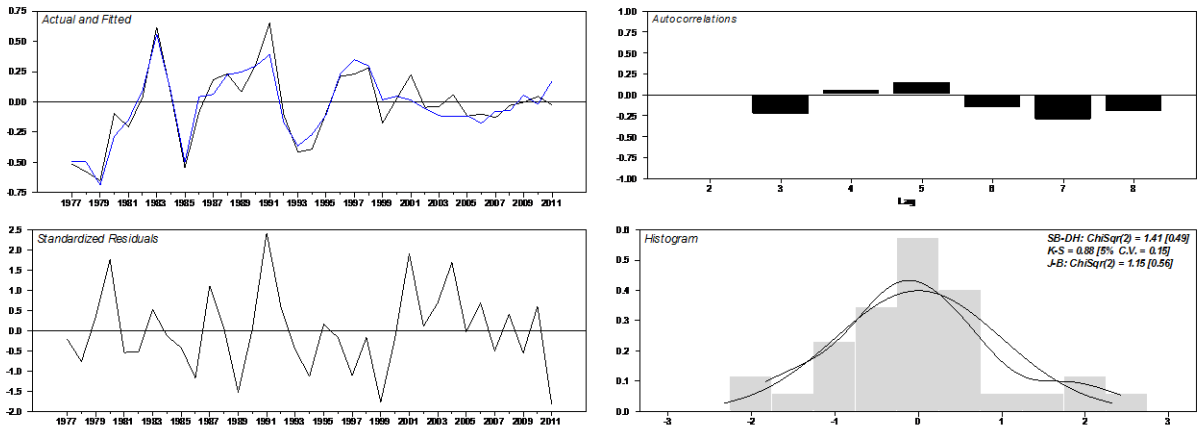 Actual and Fitted
0.75
0.50
0.25
0.00
-0.25
-0.50
-0.75
1977 1979 1981 1983 1985 1987 1989 1991 1993 1995 1997 1999 2001 2003 2005 2007 2009 2011
Autocorrelations
1.00
0.75
0.50
0.25
0.00
-0.25
-0.50
-0.75
-1.00
2 3 4 5 6 7 8
Lag
Standardized Residuals
2.5
2.0
1.5
1.0
0.5
0.0
-0.5
-1.0
-1.5
-2.0
1977 1979 1981 1983 1985 1987 1989 1991 1993 1995 1997 1999 2001 2003 2005 2007 2009 2011
Histogram
SB-DH: ChiSqr(2) = 1.41 [0.49]
K-S = 0.88 [5% C.V. = 0.15]
J-B: ChiSqr(2) = 1.15 [0.56]
0.6
0.5
0.4
0.3
0.2
0.1
0.0
-3 -2 -1 0 1 2 3